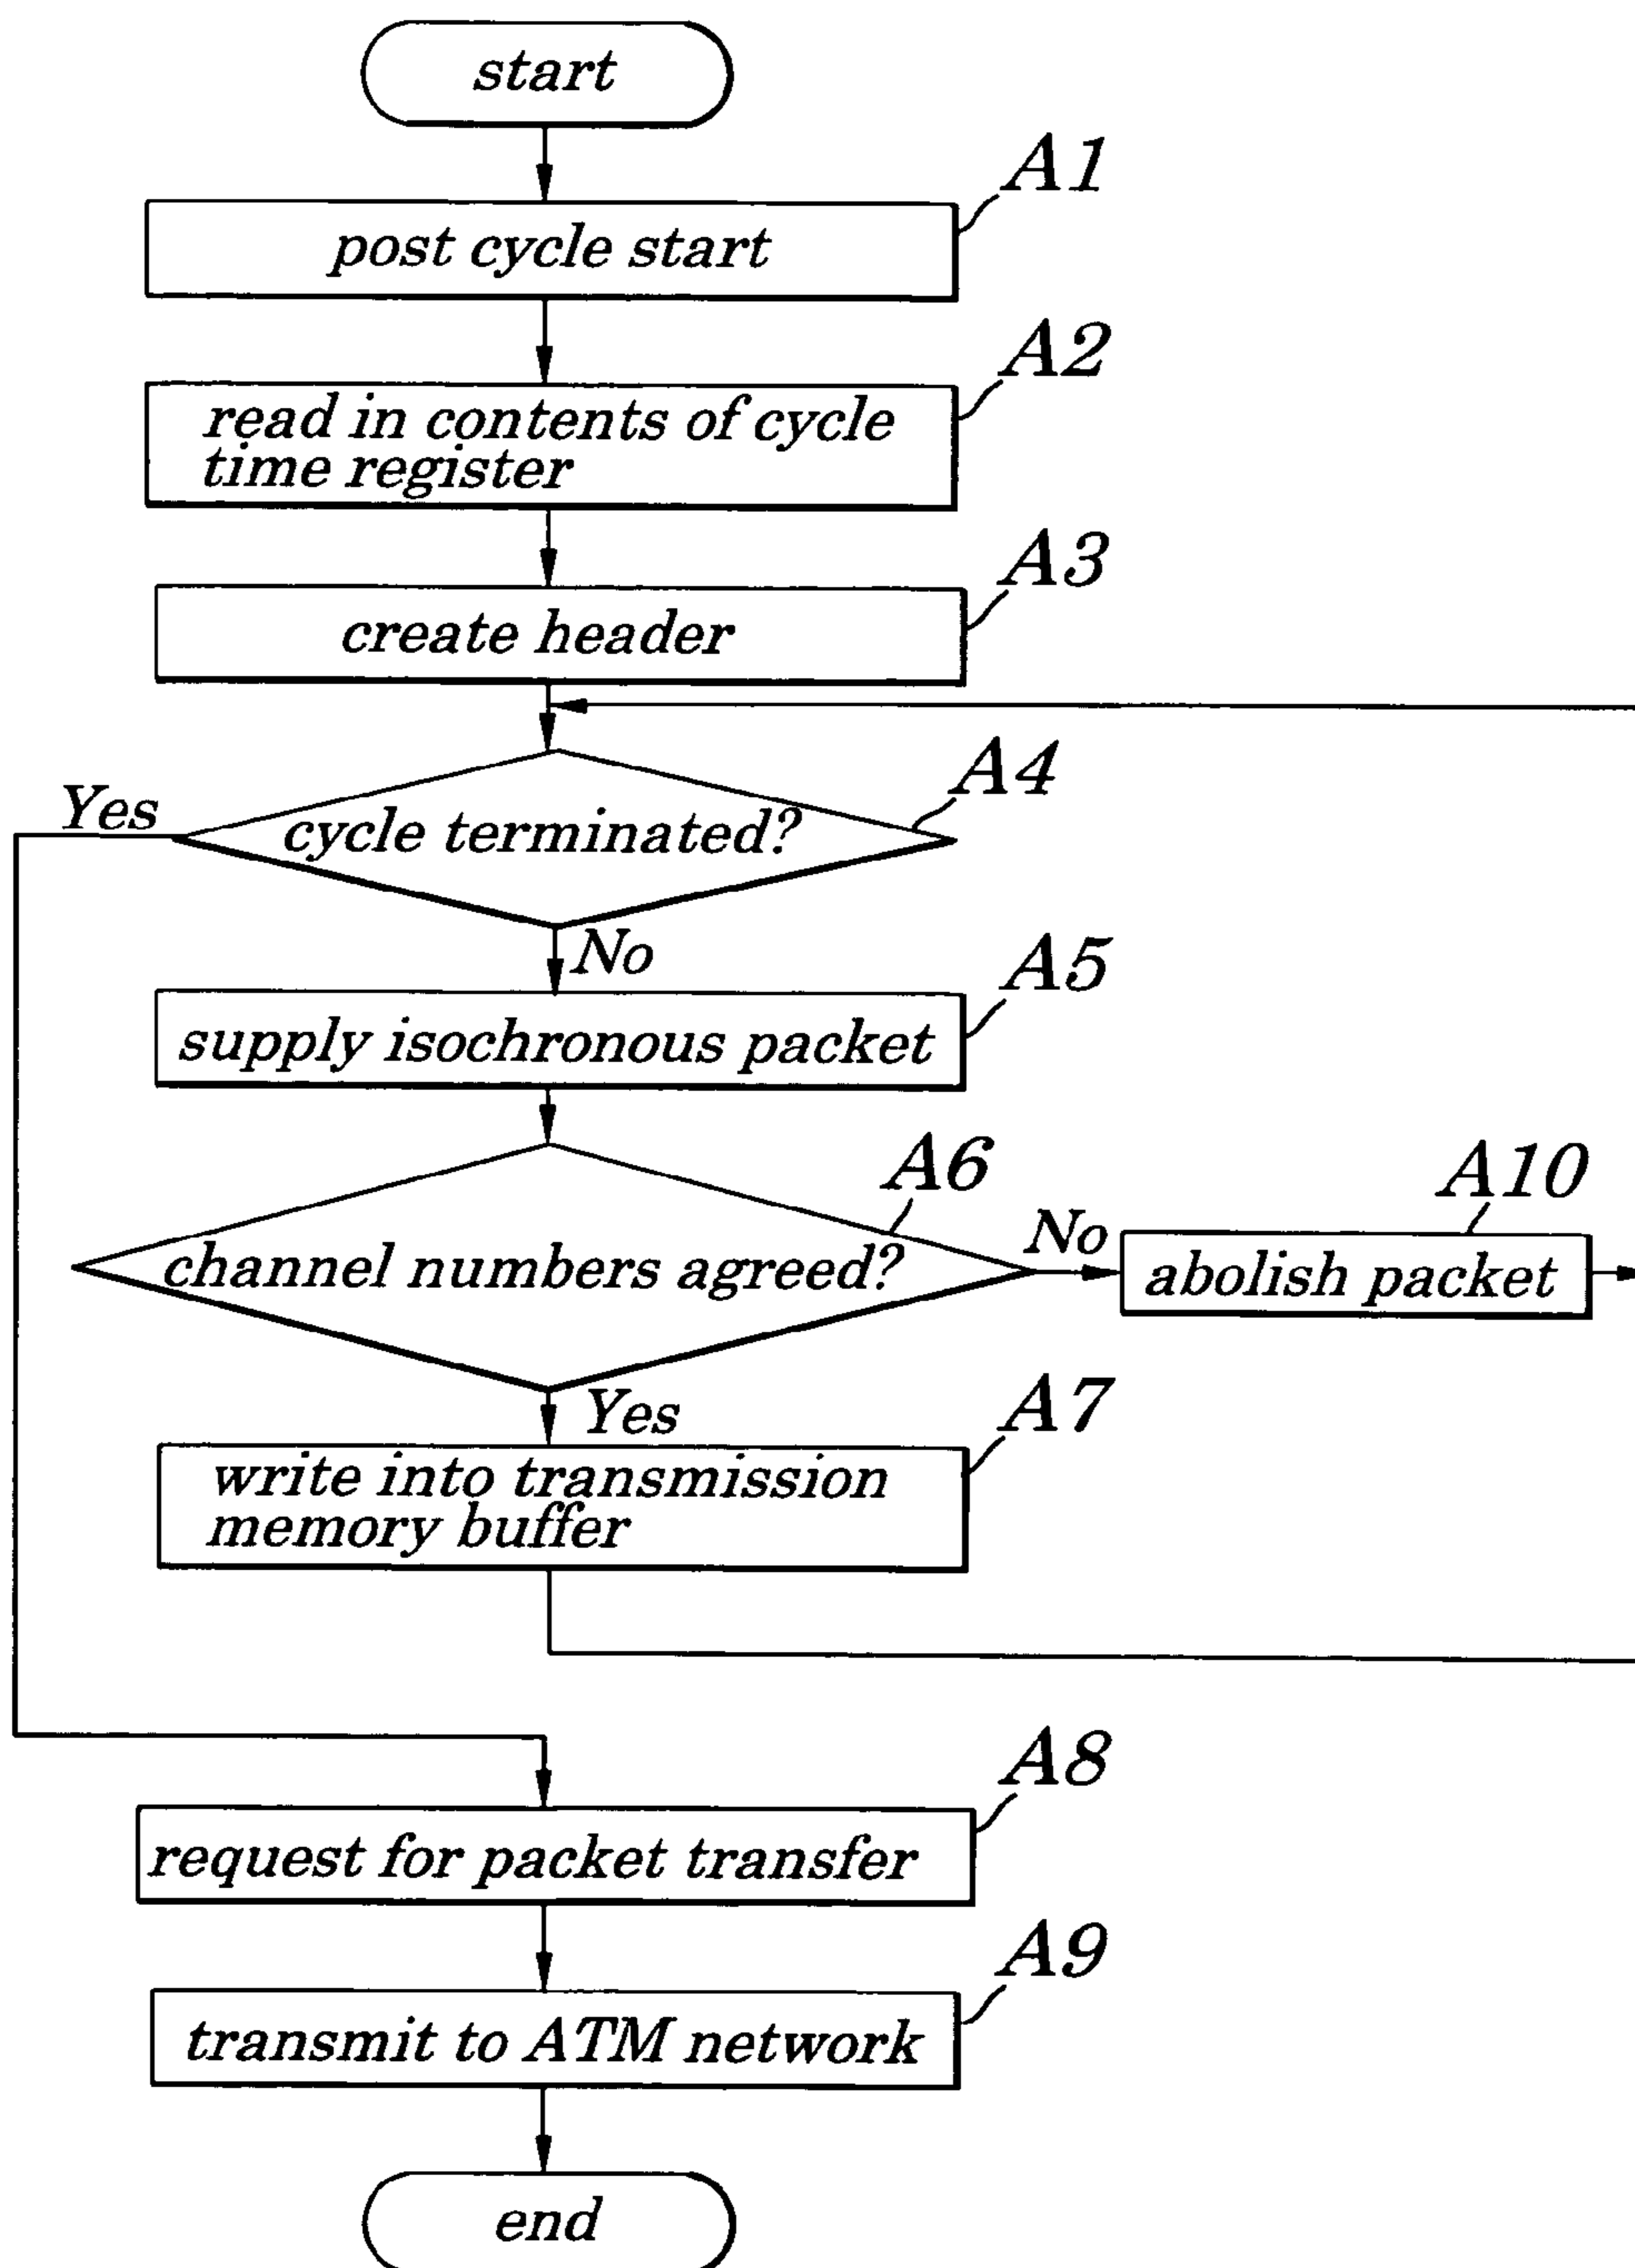 start
A1
post cycle start
A2
read in contents of cycle
time register
A3
create header
A4
Yes
cycle terminated?
No
A5
supply isochronous packet
A6
A10
No
channel numbers agreed?
abolish packet
Yes
A7
write into transmission
memory buffer
A8
request for packet transfer
A9
transmit to ATM network
end